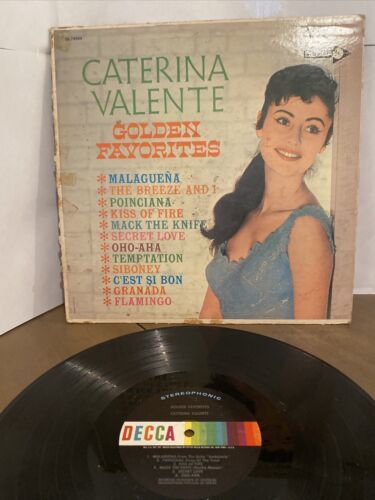 CATERINA
VALENTE
GOLDEN
FAVORITES
* MALAGUEÑA
* THE BREEZE AND I
* POINCIANA
* KISS OF FIRE
* MACK THE KNIFE
* SECRET LOVE
* OHO-AHA
* TEMPTATION
* SIBONEY
* C'EST SI BON
* GRANADA
* FLAMINGO
STEREOPHONIC
GOLDEN FAVORITES
CATERINA VALENTE
DECCA